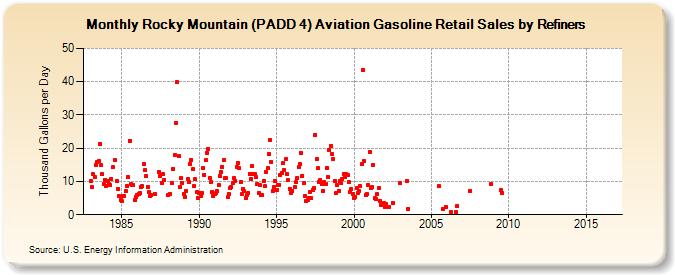 Monthly Rocky Mountain (PADD 4) Aviation Gasoline Retail Sales by Refiners
Thousand Gallons per Day
50
40
30
20
10
0
1985 1990 1995 2000 2005 2010 2015
Source: U.S. Energy Information Administration